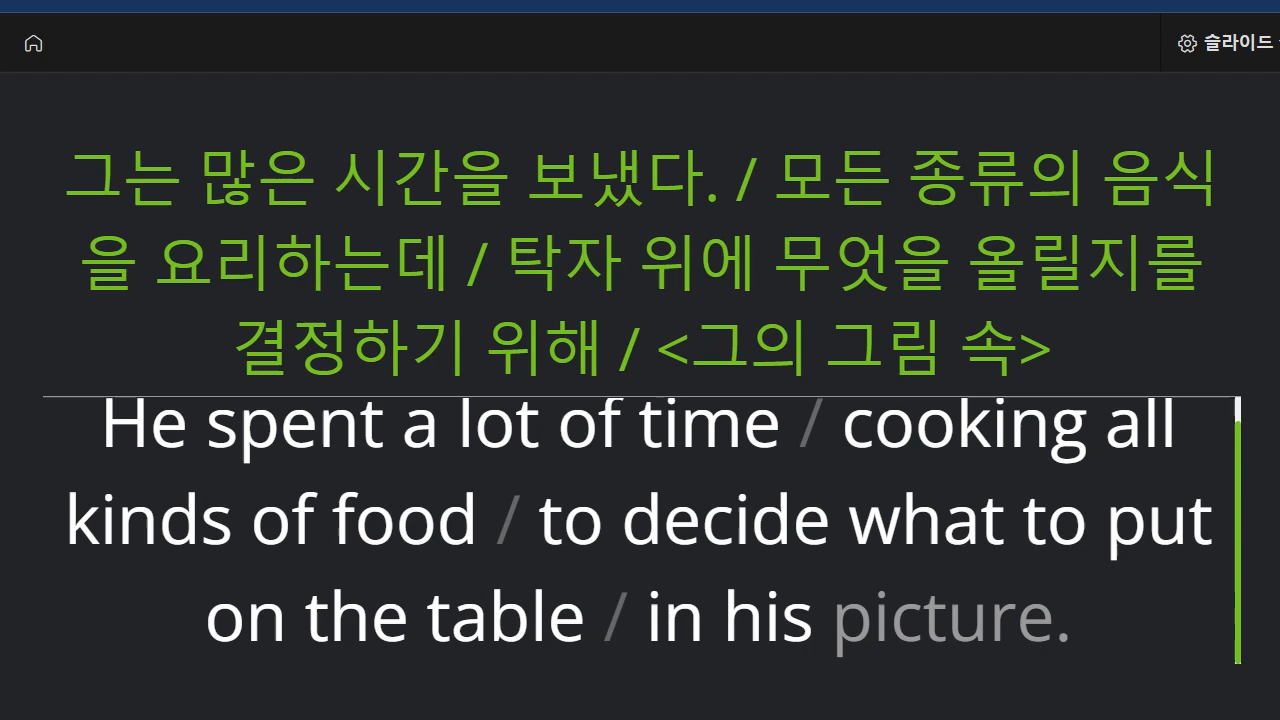 슬라이드
그는 많은 시간을 보냈다. / 모든 종류의 음식
을 요리하는데 / 탁자 위에 무엇을 올릴지를
결정하기 위해 / <그의 그림 속>
He spent a lot of time / cooking all
kinds of food / to decide what to put
on the table / in his picture.